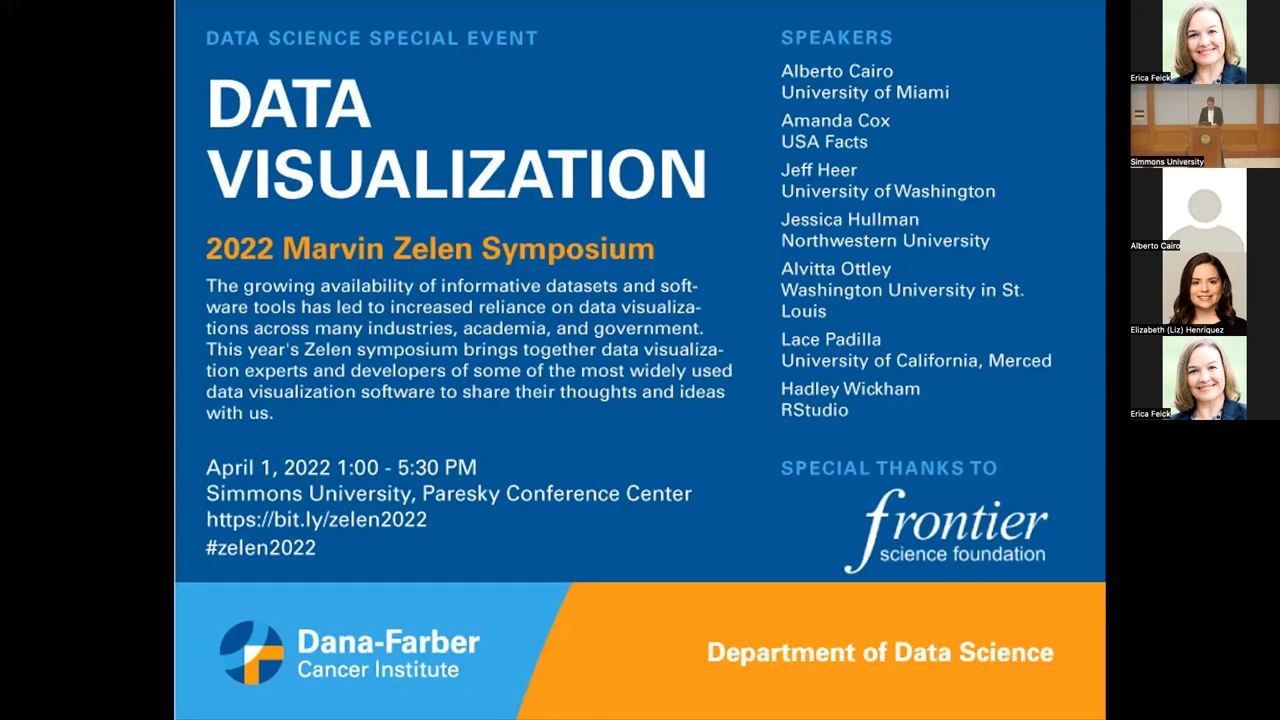 DATA SCIENCE SPECIAL EVENT
DATA
VISUALIZATION
2022 Marvin Zelen Symposium
The growing availability of informative datasets and soft-
ware tools has led to increased reliance on data visualiza-
tions across many industries, academia, and government.
This year's Zelen symposium brings together data visualiza-
tion experts and developers of some of the most widely used
data visualization software to share their thoughts and ideas
with us.
April 1, 2022 1:00 - 5:30 PM
Simmons University, Paresky Conference Center
https://bit.ly/zelen2022
#zelen2022
SPEAKERS
Alberto Cairo
University of Miami
Amanda Cox
USA Facts
Jeff Heer
University of Washington
Jessica Hullman
Northwestern University
Alvitta Ottley
Washington University in St.
Louis
Lace Padilla
University of California, Merced
Hadley Wickham
RStudio
SPECIAL THANKS TO
frontier
science foundation
Dana-Farber
Cancer Institute
Department of Data Science
Erica Feick
Simmons University
Alberto Cairo
Elizabeth (Liz) Henriquez
Erica Feick